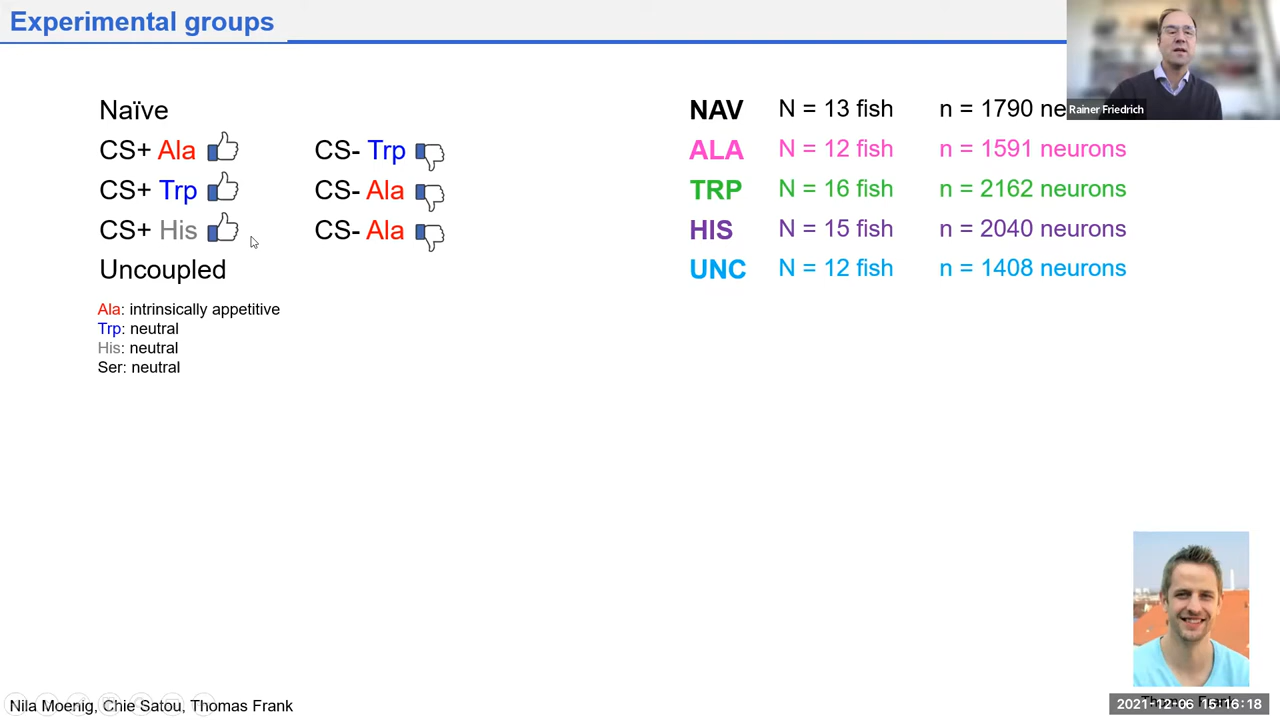 Experimental groups
Rainer Friedrich
Naïve
CS+ Ala
CS- Trp
CS+ Trp
CS- Ala
CS+ His
CS- Ala
Uncoupled
Ala: intrinsically appetitive
Trp: neutral
His: neutral
Ser: neutral
NAV N = 13 fish n = 1790
ALA N = 12 fish n = 1591 neurons
TRP N = 16 fish n = 2162 neurons
HIS N = 15 fish n = 2040 neurons
UNC N = 12 fish n = 1408 neurons
Nila Moenig, Chie Satou, Thomas Frank
2021-12-06 15:16:18